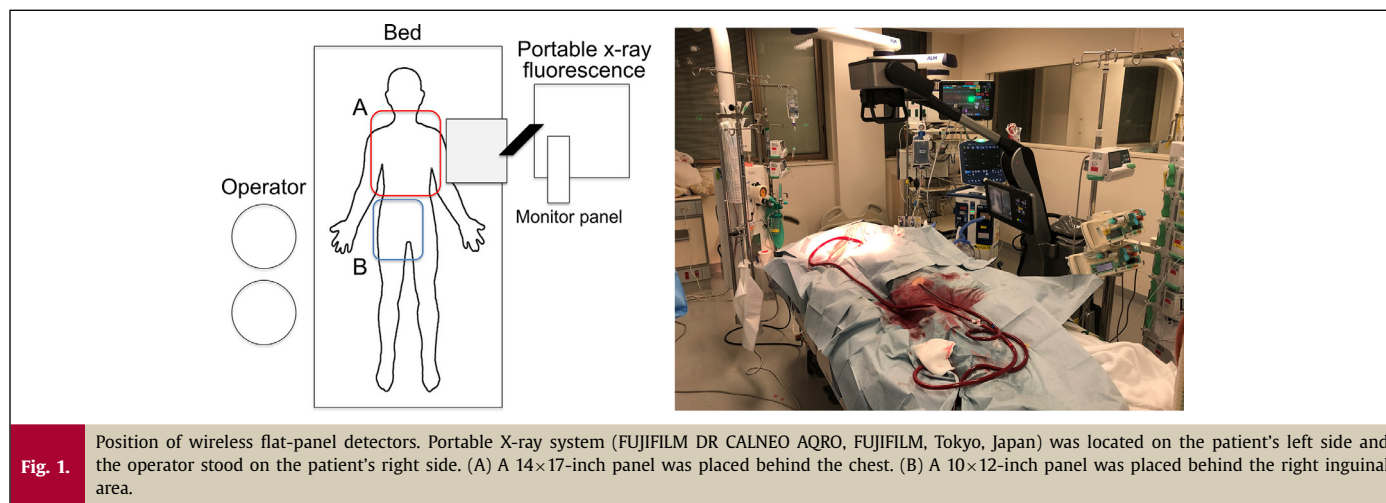 Bed
Portable x-ray
fluorescence
A
Operator
Monitor panel
B
ALM
ALM
Fig. 1.
Position of wireless flat-panel detectors. Portable X-ray system (FUJIFILM DR CALNEO AQRO, FUJIFILM, Tokyo, Japan) was located on the patient's left side and
the operator stood on the patient's right side. (A) A 14×17-inch panel was placed behind the chest. (B) A 10×12-inch panel was placed behind the right inguinal
area.